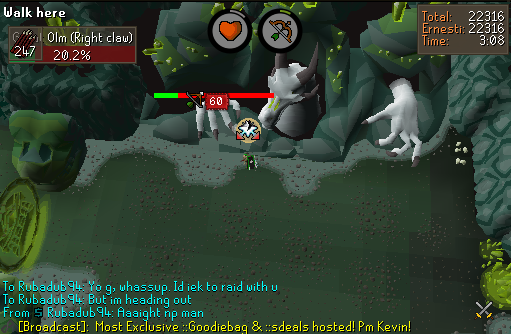 Walk here
Total: 22316
Ernesti: 22316
Time: 3:08
Olm (Right claw)
247
20.2%
60
To Rubadub94: Yo g, whassup. Id iek to raid with u
To Rubadub94: But im heading out
From S Rubadub94: Aaaight np man
[Broadcast]: Most Exclusive ::Goodiebag & ::sdeals hosted! Pm Kevin!